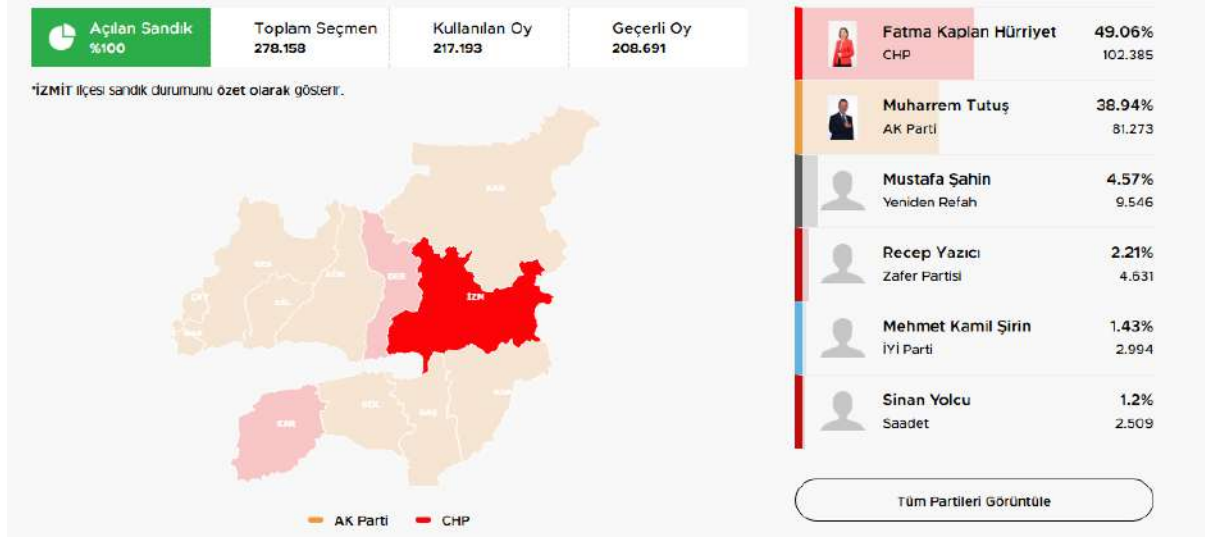 Açılan Sandık
%100
Toplam Seçmen
278.158
Kullanılan Oy
217.193
Geçerli Oy
208.691
*İZMİT ilçesi sandık durumunu özet olarak gösterir.
İZM
AK Parti
CHP
Fatma Kaplan Hürriyet 49.06%
CHP 102.385
Muharrem Tutuş 38.94%
AK Parti 81.273
Mustafa Şahin 4.57%
Yeniden Refah 9.546
Recep Yazıcı 2.21%
Zafer Partisi 4.631
Mehmet Kamil Şirin 1.43%
İYİ Parti 2.994
Sinan Yolcu 1.2%
Saadet 2.509
Tüm Partileri Görüntüle